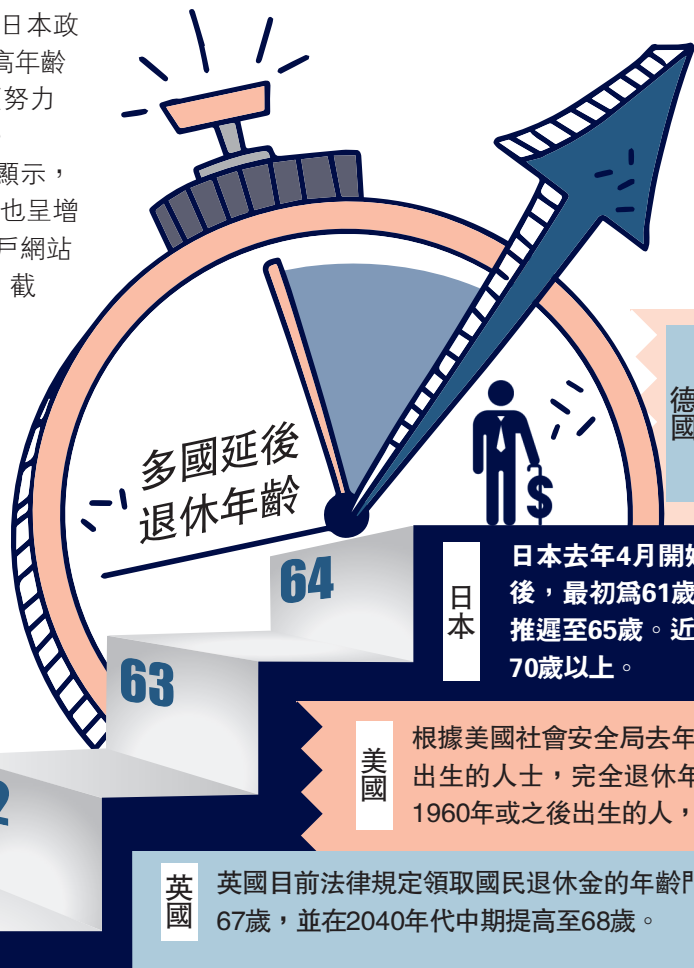 日本政
高年齡
努力
顯示，
也呈增
戶網站
截
多國延後
退休年齡
64
63
2
$
德國
日本
日本去年4月開始
後，最初爲61歲
推遲至65歲。近
70歲以上。
美國
根據美國社會安全局去年
出生的人士，完全退休年
1960年或之後出生的人，
英國
英國目前法律規定領取國民退休金的年齡門
67歲，並在2040年代中期提高至68歲。